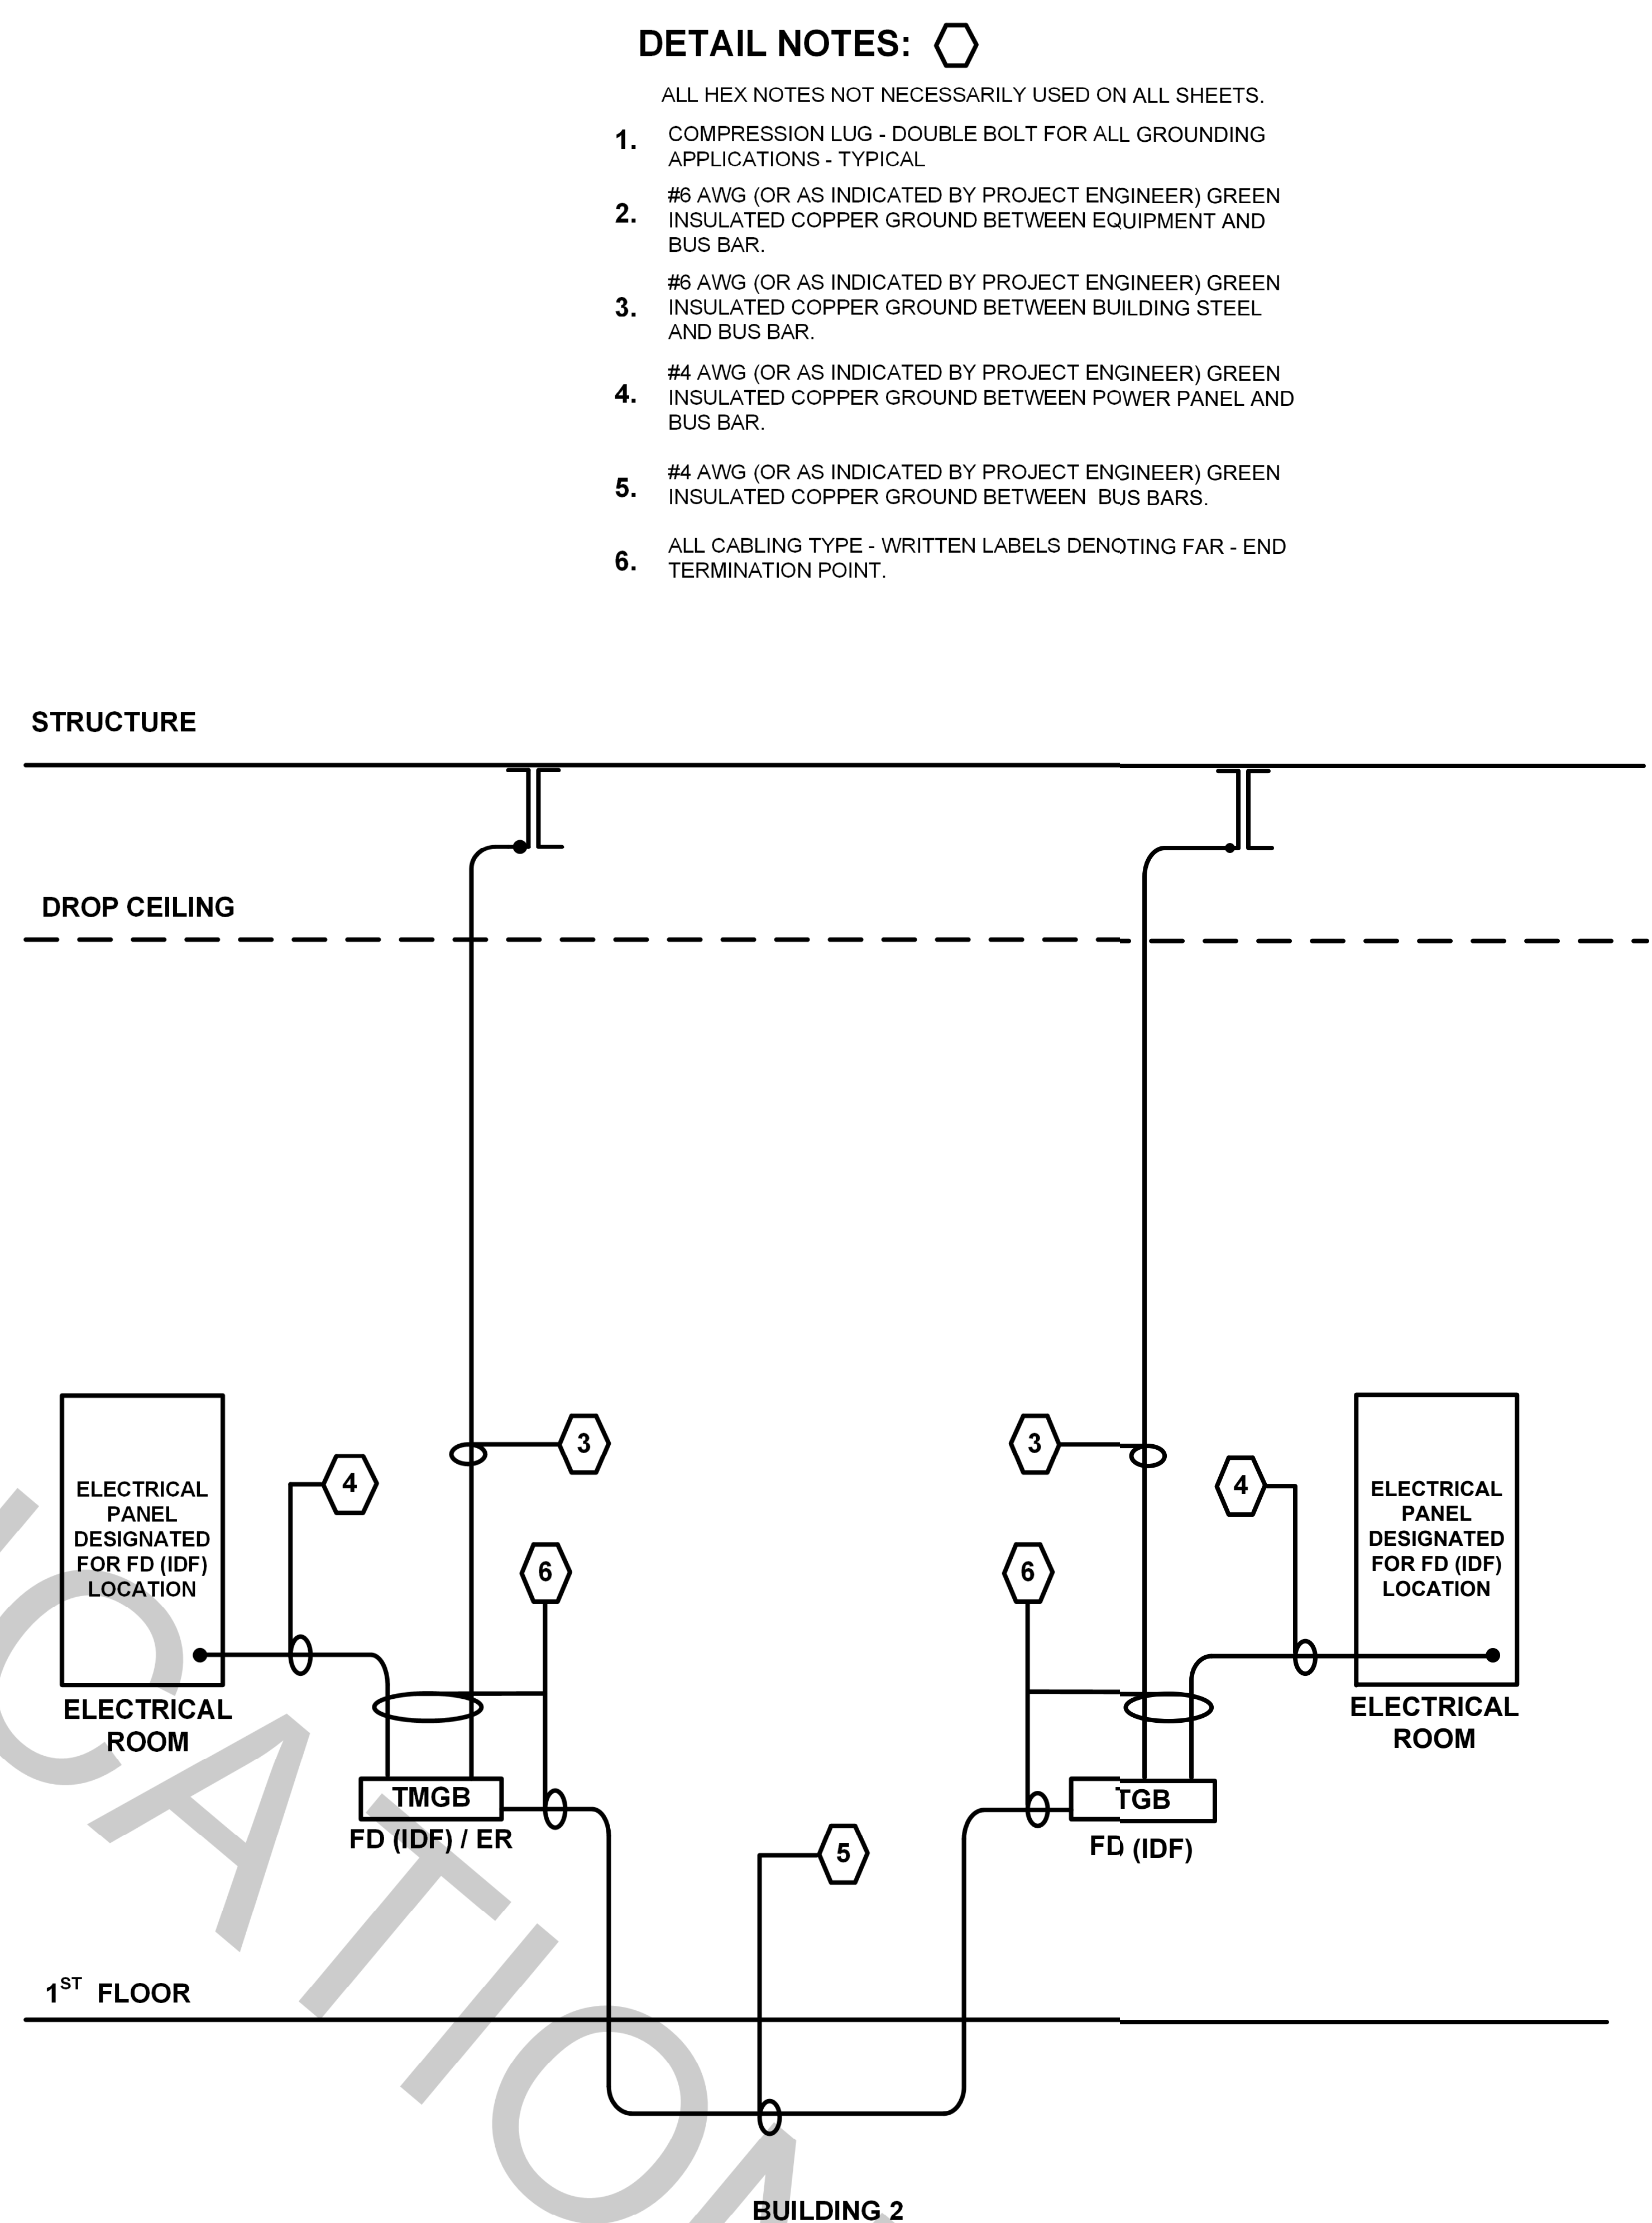 DETAIL NOTES:
ALL HEX NOTES NOT NECESSARILY USED ON ALL SHEETS.
1. COMPRESSION LUG - DOUBLE BOLT FOR ALL GROUNDING
APPLICATIONS - TYPICAL
2. #6 AWG (OR AS INDICATED BY PROJECT ENGINEER) GREEN
INSULATED COPPER GROUND BETWEEN EQUIPMENT AND
BUS BAR.
3. #6 AWG (OR AS INDICATED BY PROJECT ENGINEER) GREEN
INSULATED COPPER GROUND BETWEEN BUILDING STEEL
AND BUS BAR.
4. #4 AWG (OR AS INDICATED BY PROJECT ENGINEER) GREEN
INSULATED COPPER GROUND BETWEEN POWER PANEL AND
BUS BAR.
5. #4 AWG (OR AS INDICATED BY PROJECT ENGINEER) GREEN
INSULATED COPPER GROUND BETWEEN BUS BARS.
6. ALL CABLING TYPE - WRITTEN LABELS DENOTING FAR - END
TERMINATION POINT.
STRUCTURE
DROP CEILING
3
3
4
4
ELECTRICAL
PANEL
DESIGNATED
FOR FD (IDF)
LOCATION
ELECTRICAL
PANEL
DESIGNATED
FOR FD (IDF)
LOCATION
6
6
ELECTRICAL
ROOM
ELECTRICAL
ROOM
TMGB
FD (IDF) / ER
TGB
FD (IDF)
5
1ST FLOOR
BUILDING 2
CATION